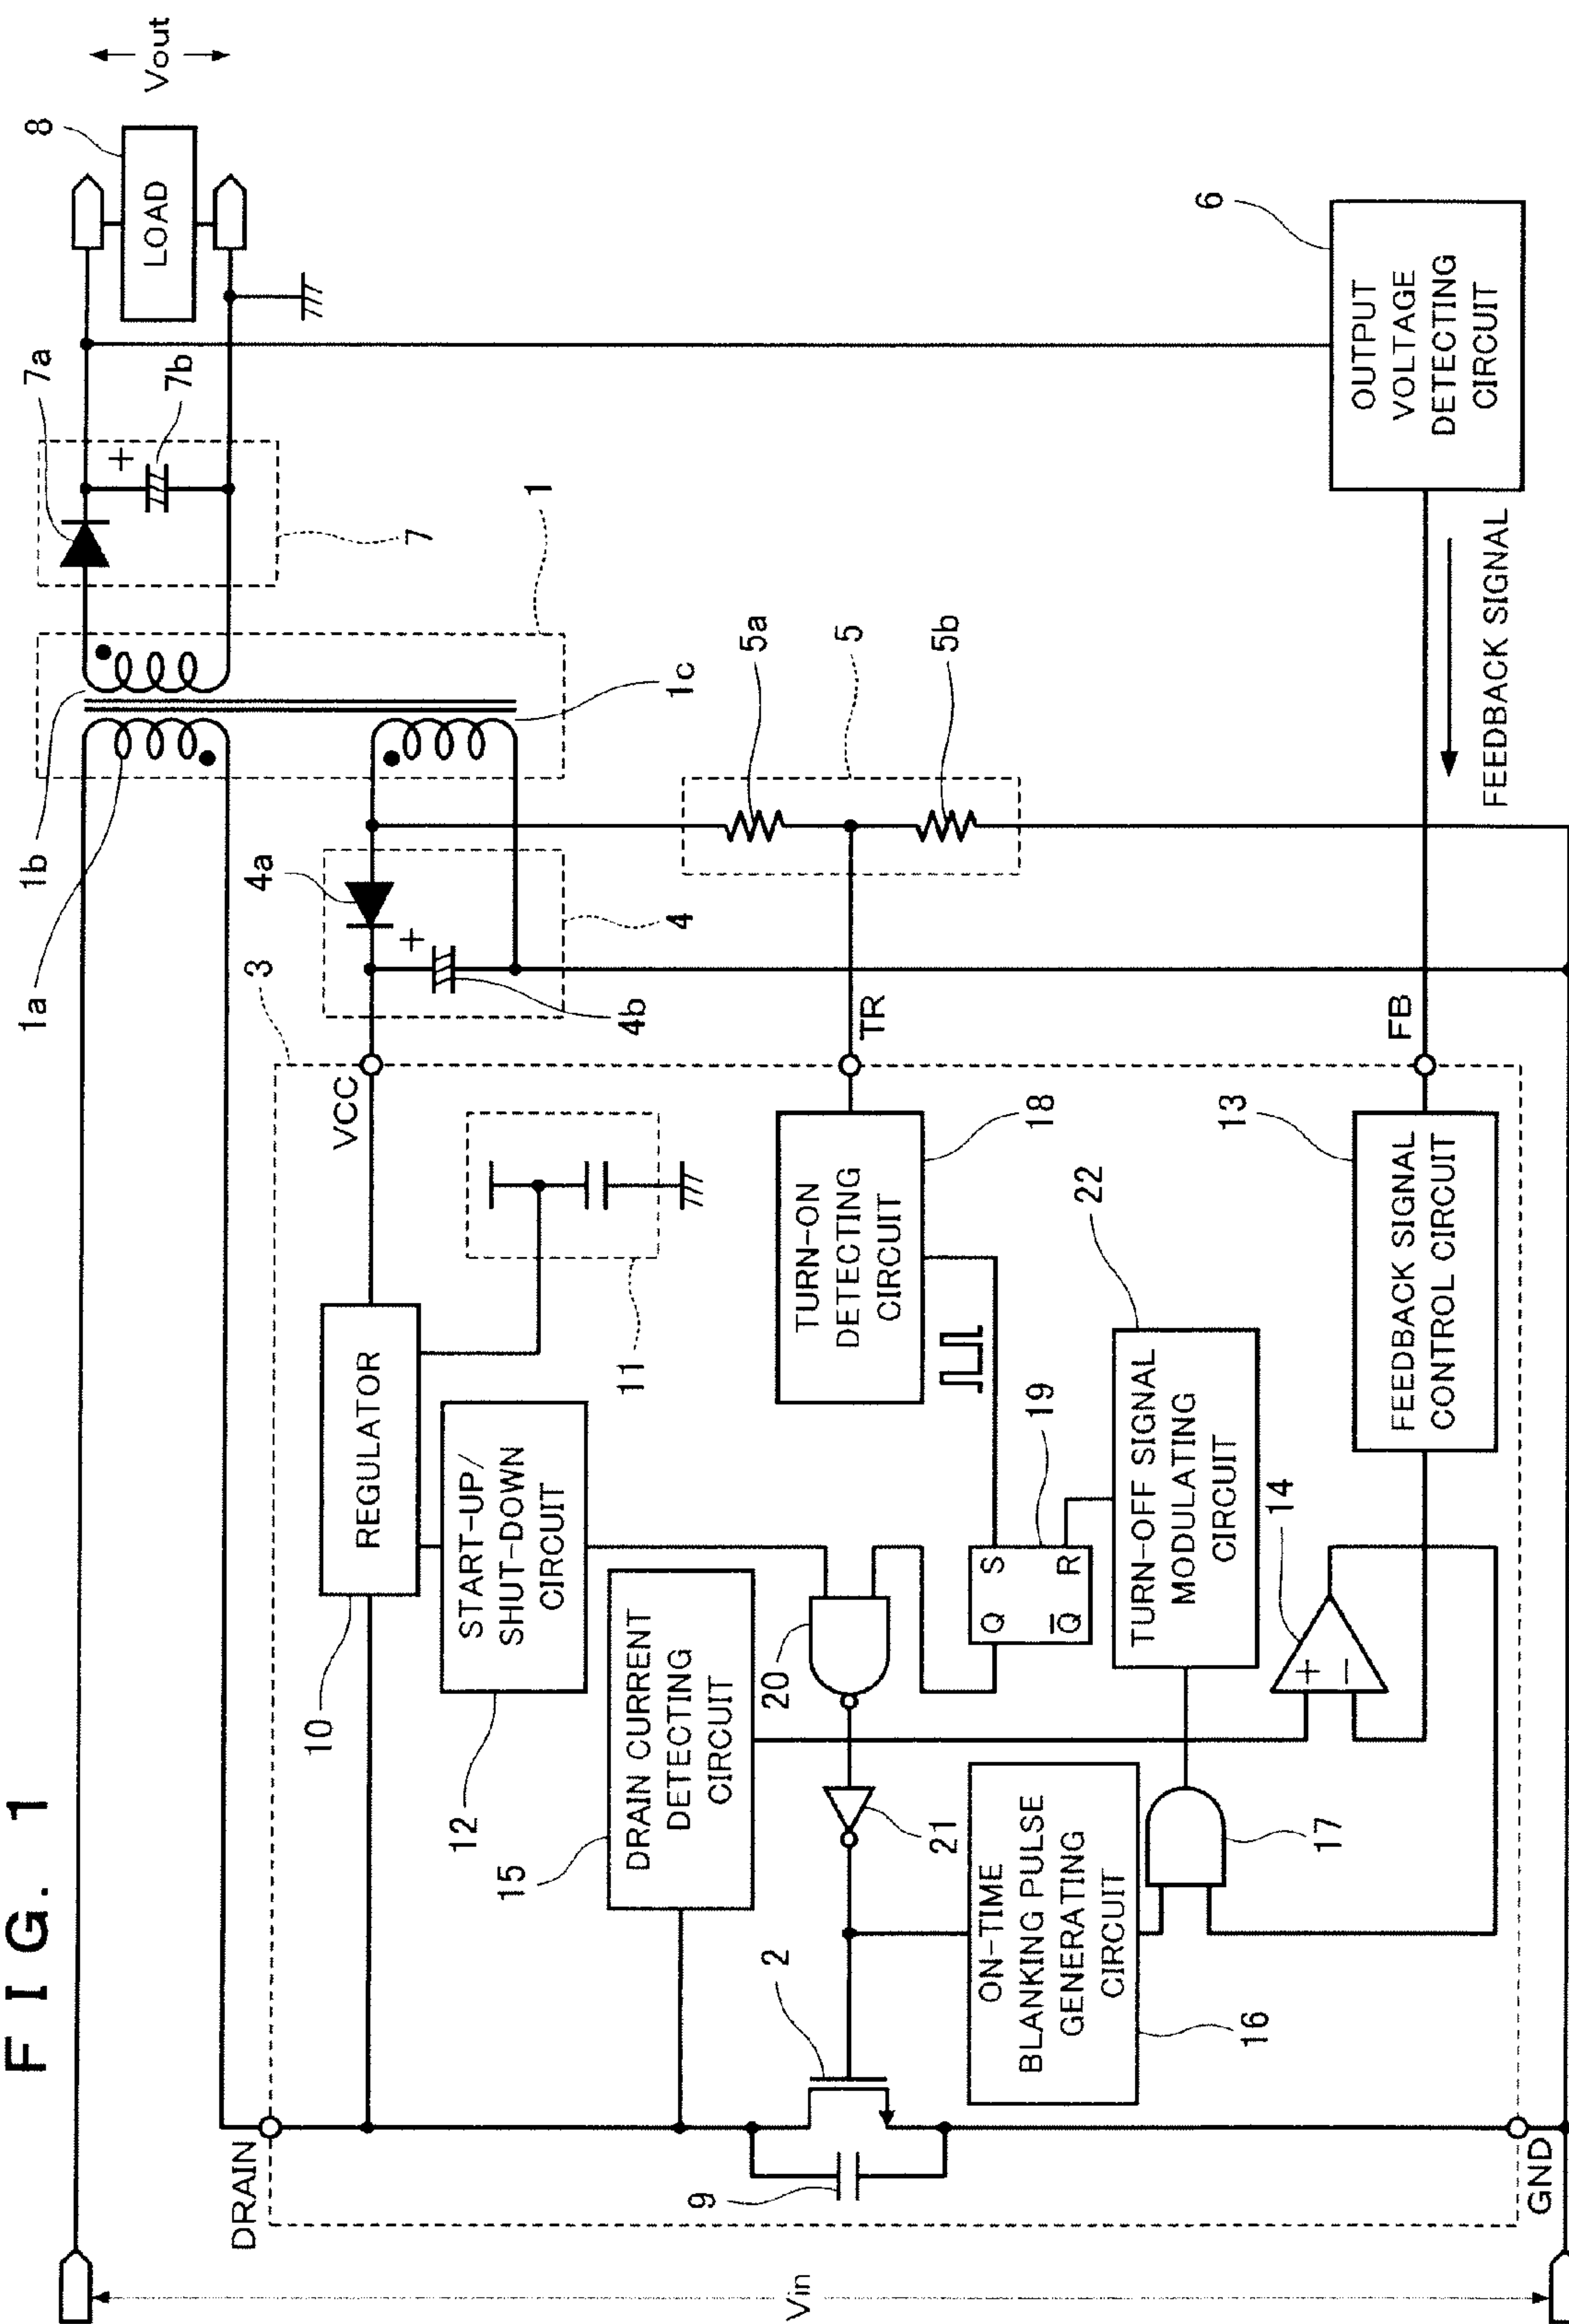 FIG. 1
Vin
DRAIN
GND
1a
1b
1c
1
7a
7b
7
+
8
LOAD
Vout
4a
4b
4
+
5a
5
5b
6
OUTPUT
VOLTAGE
DETECTING
CIRCUIT
FEEDBACK SIGNAL
3
VCC
TR
FB
REGULATOR
10
11
START-UP/
SHUT-DOWN
CIRCUIT
12
DRAIN CURRENT
DETECTING
CIRCUIT
15
TURN-ON
DETECTING
CIRCUIT
18
20
21
Q S
Q̅ R
19
TURN-OFF SIGNAL
MODULATING
CIRCUIT
22
2
9
ON-TIME
BLANKING PULSE
GENERATING
CIRCUIT
16
17
14
+
−
FEEDBACK SIGNAL
CONTROL CIRCUIT
13